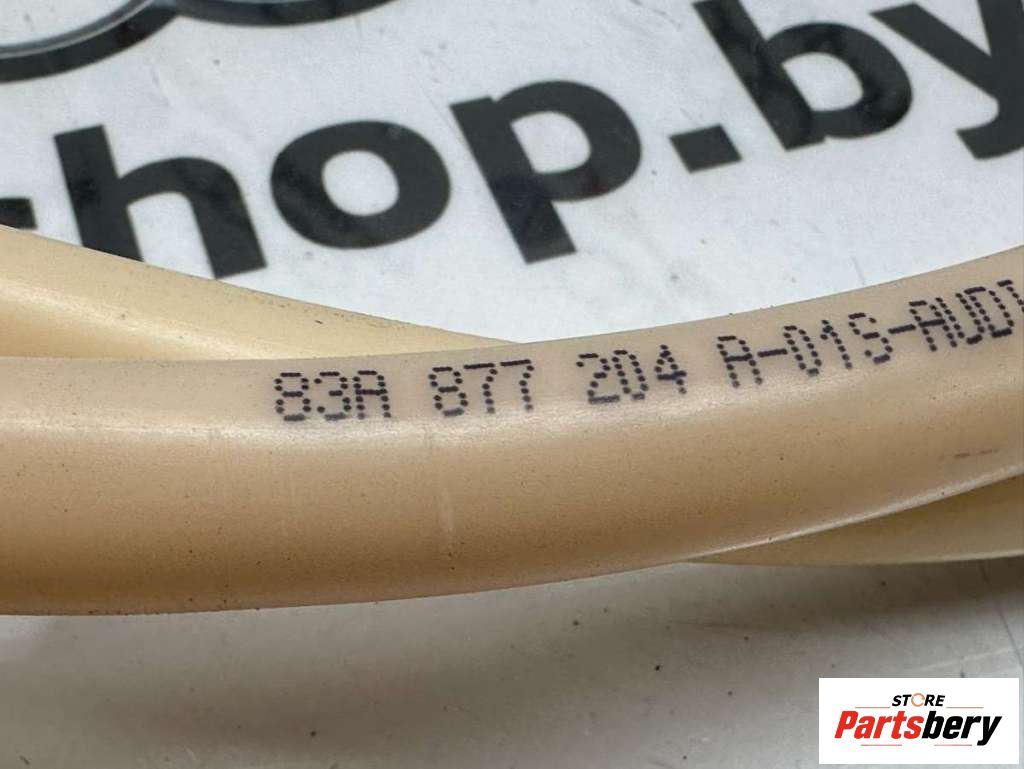 hop.by
83A 877 204 A-01S-AUDI
STORE
Partsbery